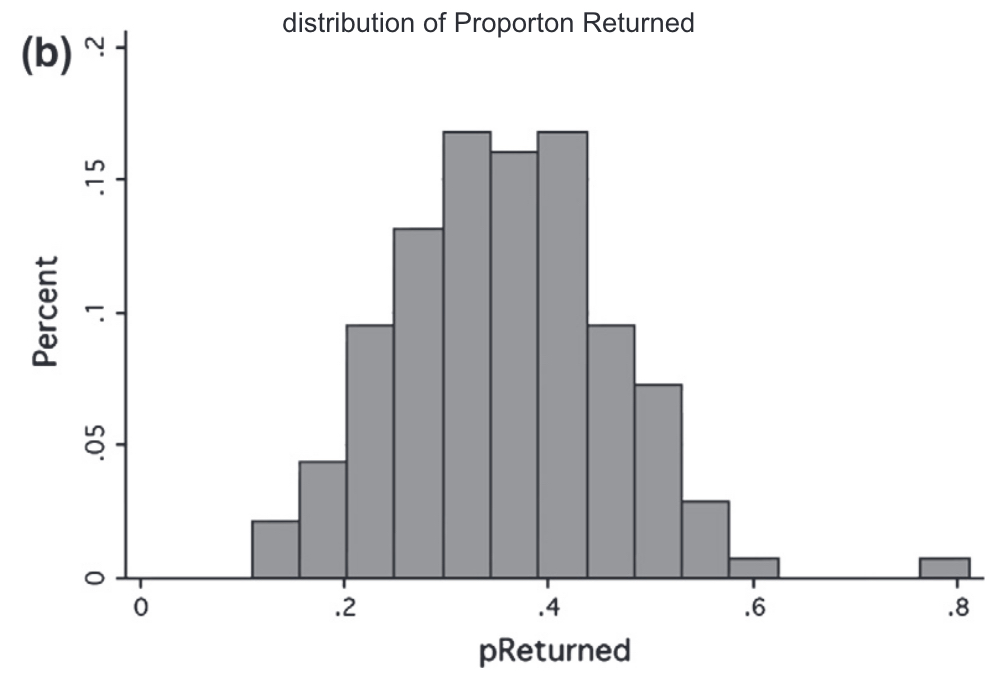 distribution of Proporton Returned
(b)
.2
.15
.1
.05
0
Percent
0 .2 .4 .6 .8
pReturned